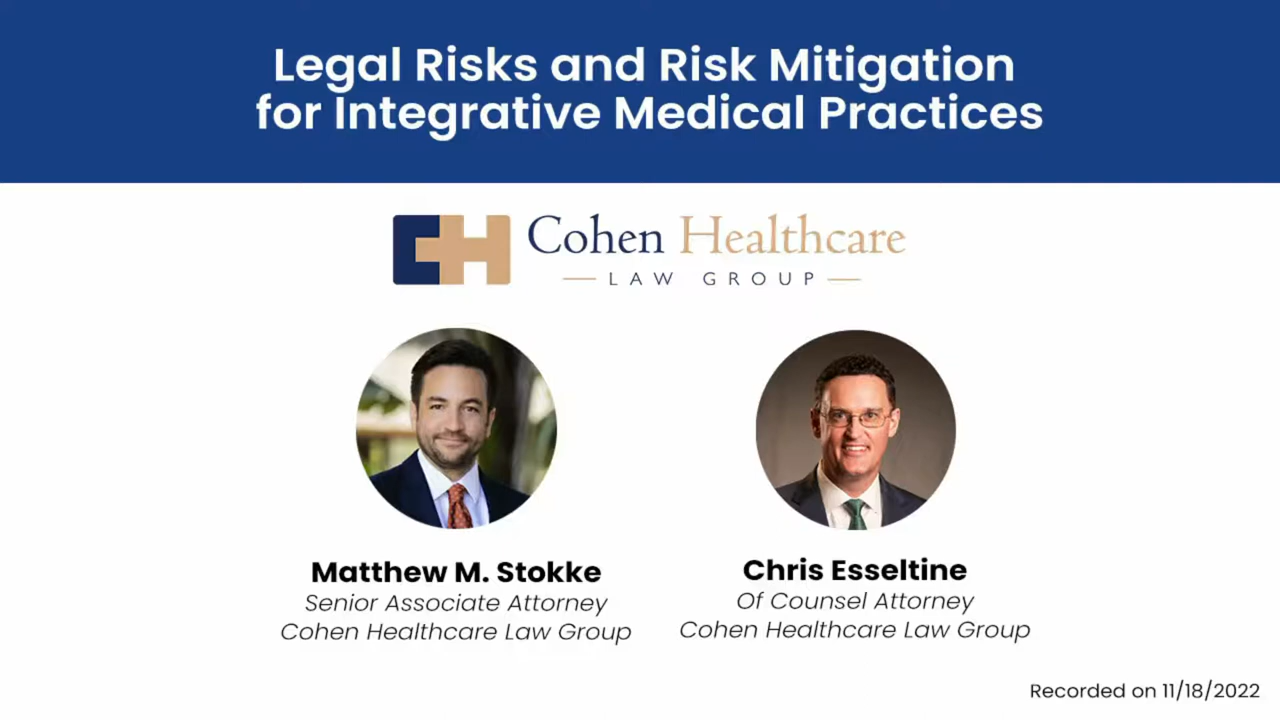 Legal Risks and Risk Mitigation
for Integrative Medical Practices
CH Cohen Healthcare
LAW GROUP
Matthew M. Stokke
Senior Associate Attorney
Cohen Healthcare Law Group
Chris Esseltine
Of Counsel Attorney
Cohen Healthcare Law Group
Recorded on 11/18/2022